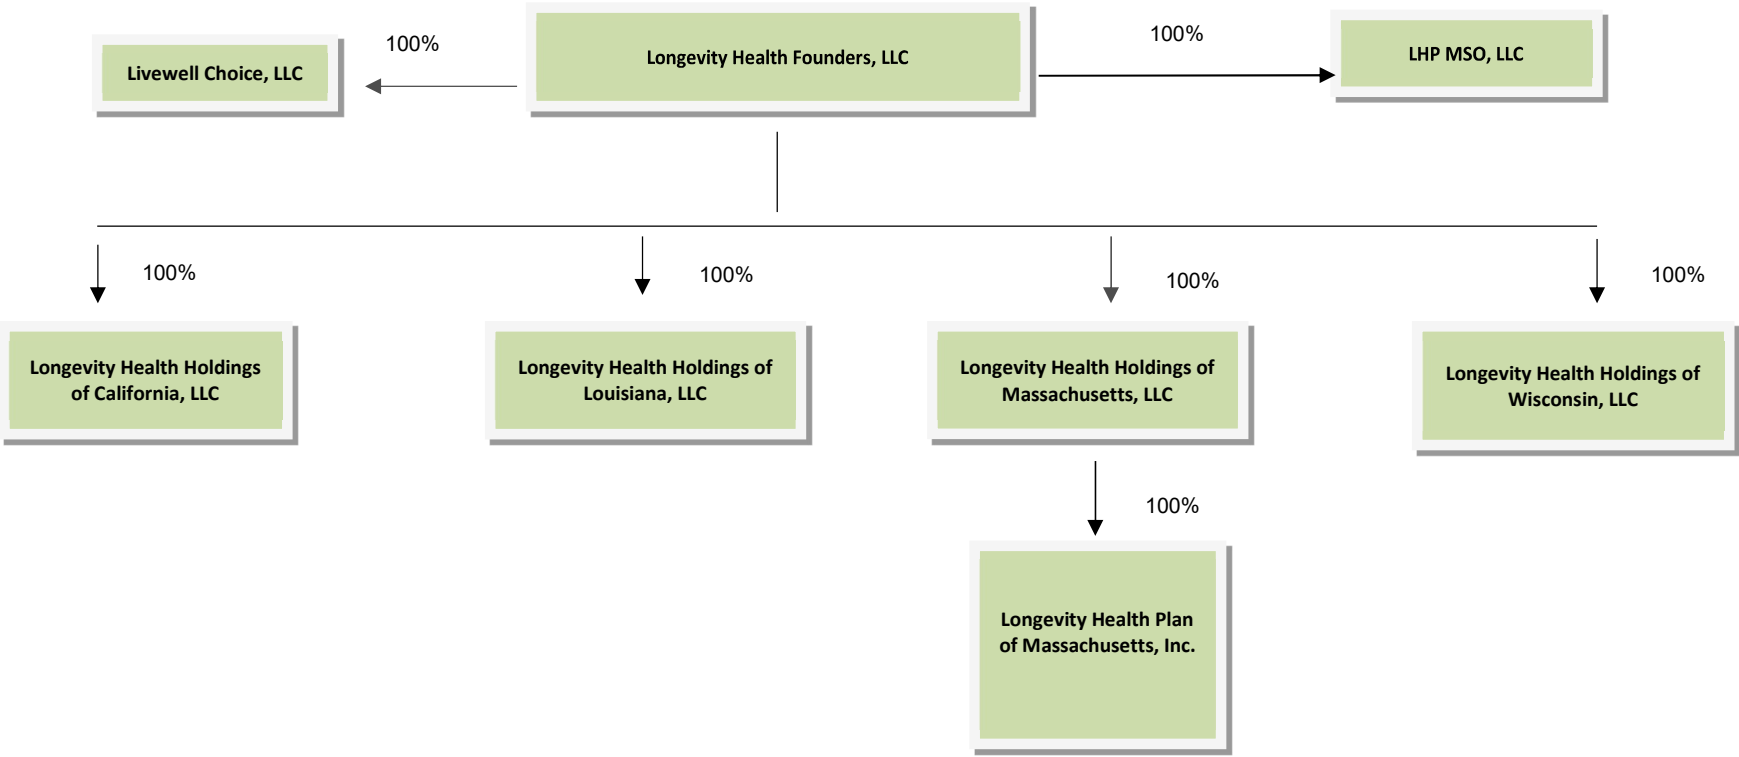 100%
Livewell Choice, LLC
Longevity Health Founders, LLC
100%
LHP MSO, LLC
100%
100%
100%
100%
Longevity Health Holdings
of California, LLC
Longevity Health Holdings of
Louisiana, LLC
Longevity Health Holdings of
Massachusetts, LLC
Longevity Health Holdings of
Wisconsin, LLC
100%
Longevity Health Plan
of Massachusetts, Inc.